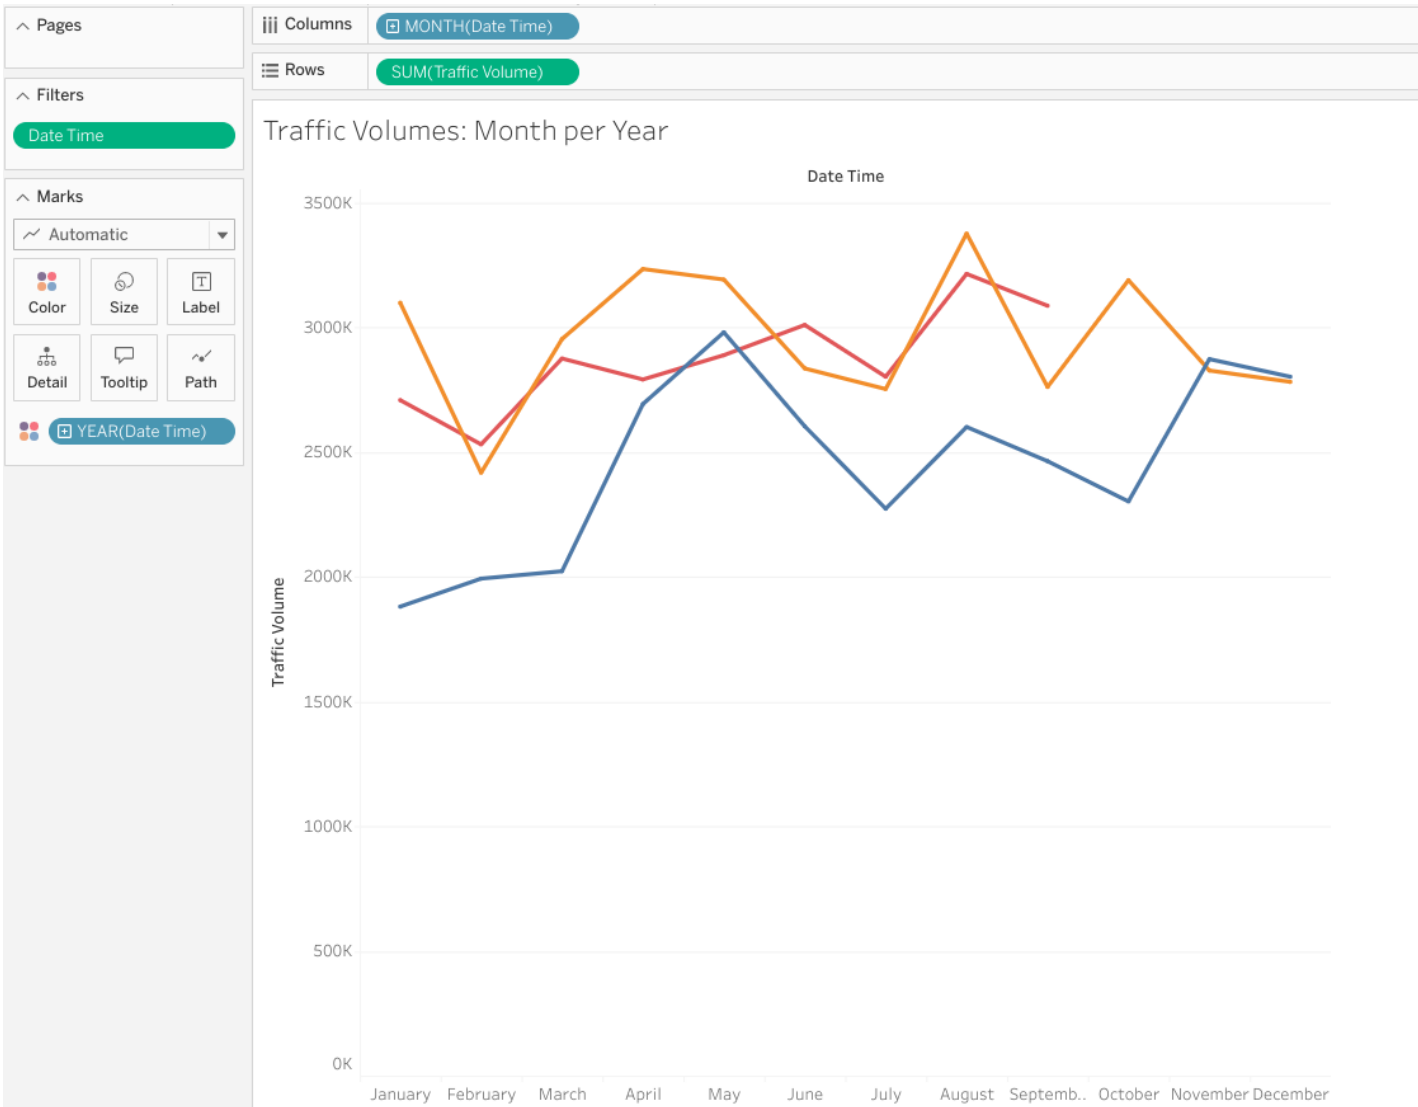 Pages
Filters
Date Time
Marks
Automatic
Color Size Label
Detail Tooltip Path
YEAR(Date Time)
Columns MONTH(Date Time)
Rows SUM(Traffic Volume)
Traffic Volumes: Month per Year
Date Time
3500K
3000K
2500K
2000K
1500K
1000K
500K
0K
Traffic Volume
January February March April May June July August Septemb.. October November December